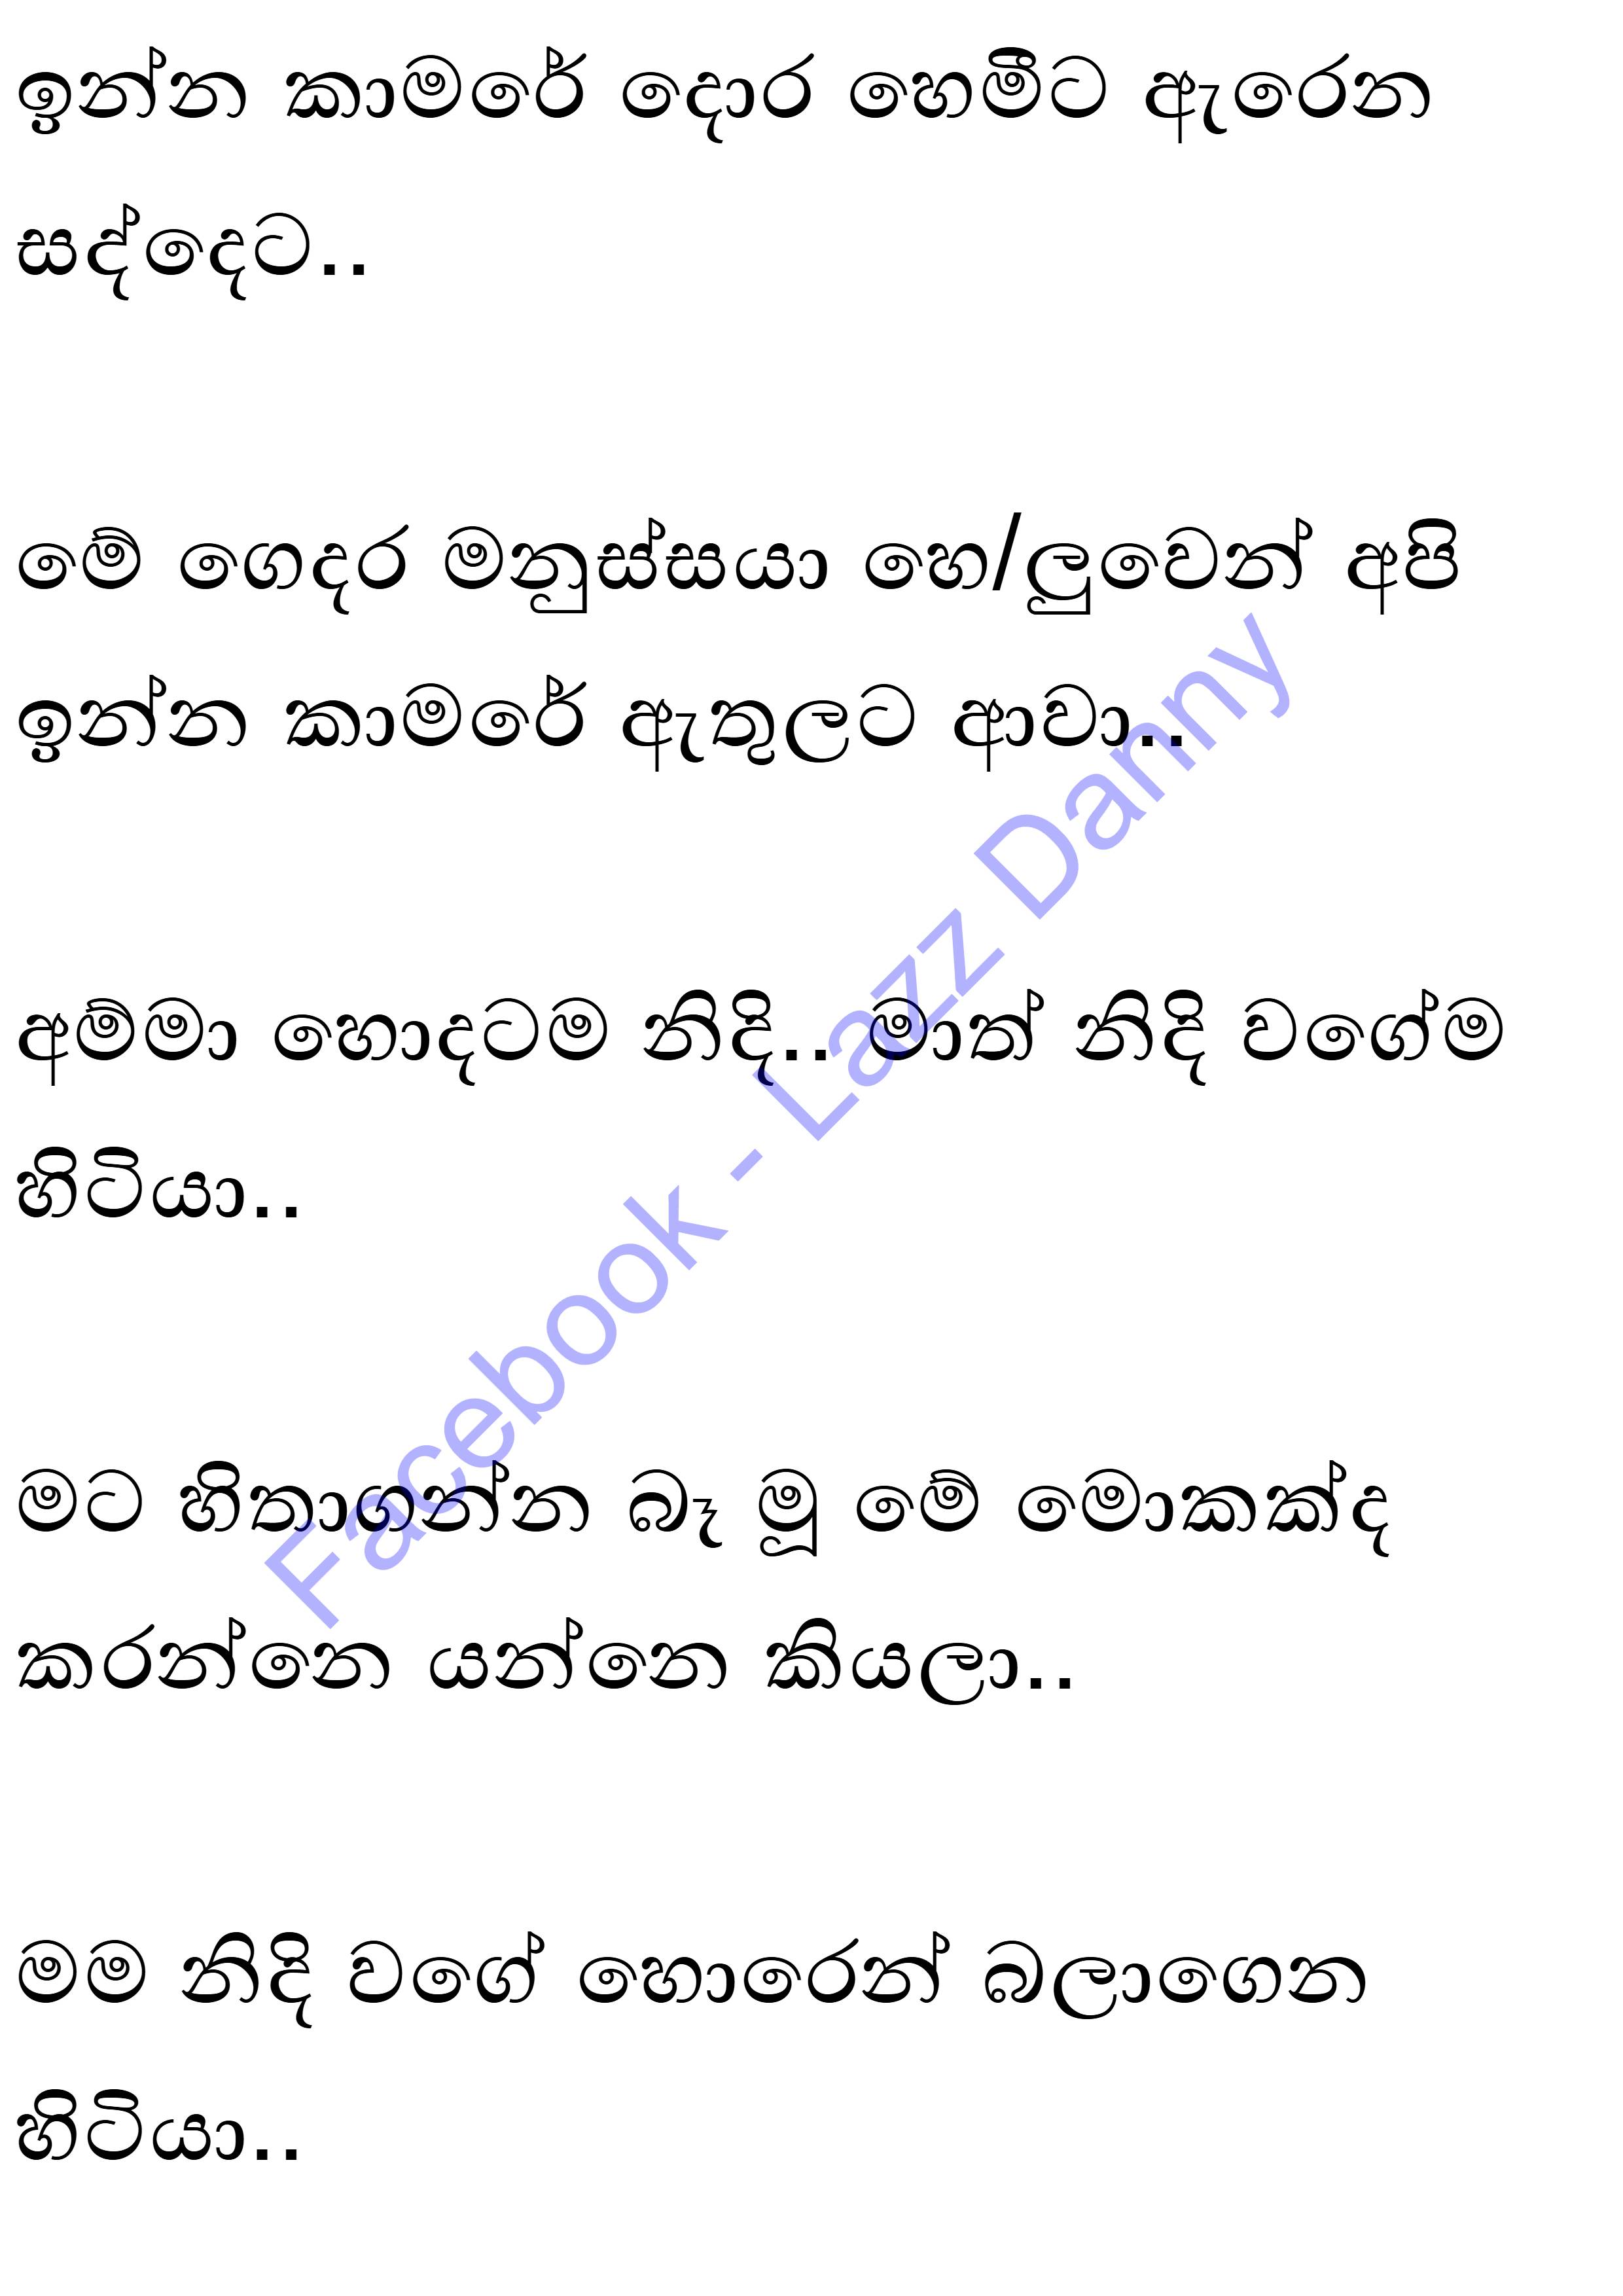 ඉන්න කාමරේ දොර හෙමීට ඇරෙන
සද්දෙට..
මේ ගෙදර මනුස්සයා හෙ/ලුවෙන් අපි
ඉන්න කාමරේ ඇතුලට ආවා..
අම්මා හොදටම නිදි.. මාත් නිදි වගේම
හිටියා..
මට හිතාගන්න බෑ මූ මේ මොකක්ද
කරන්නෙ යන්නෙ කියලා..
මම නිදි වගේ හොරෙන් බලාගෙන
හිටියා..
Facebook - Lazz Danny